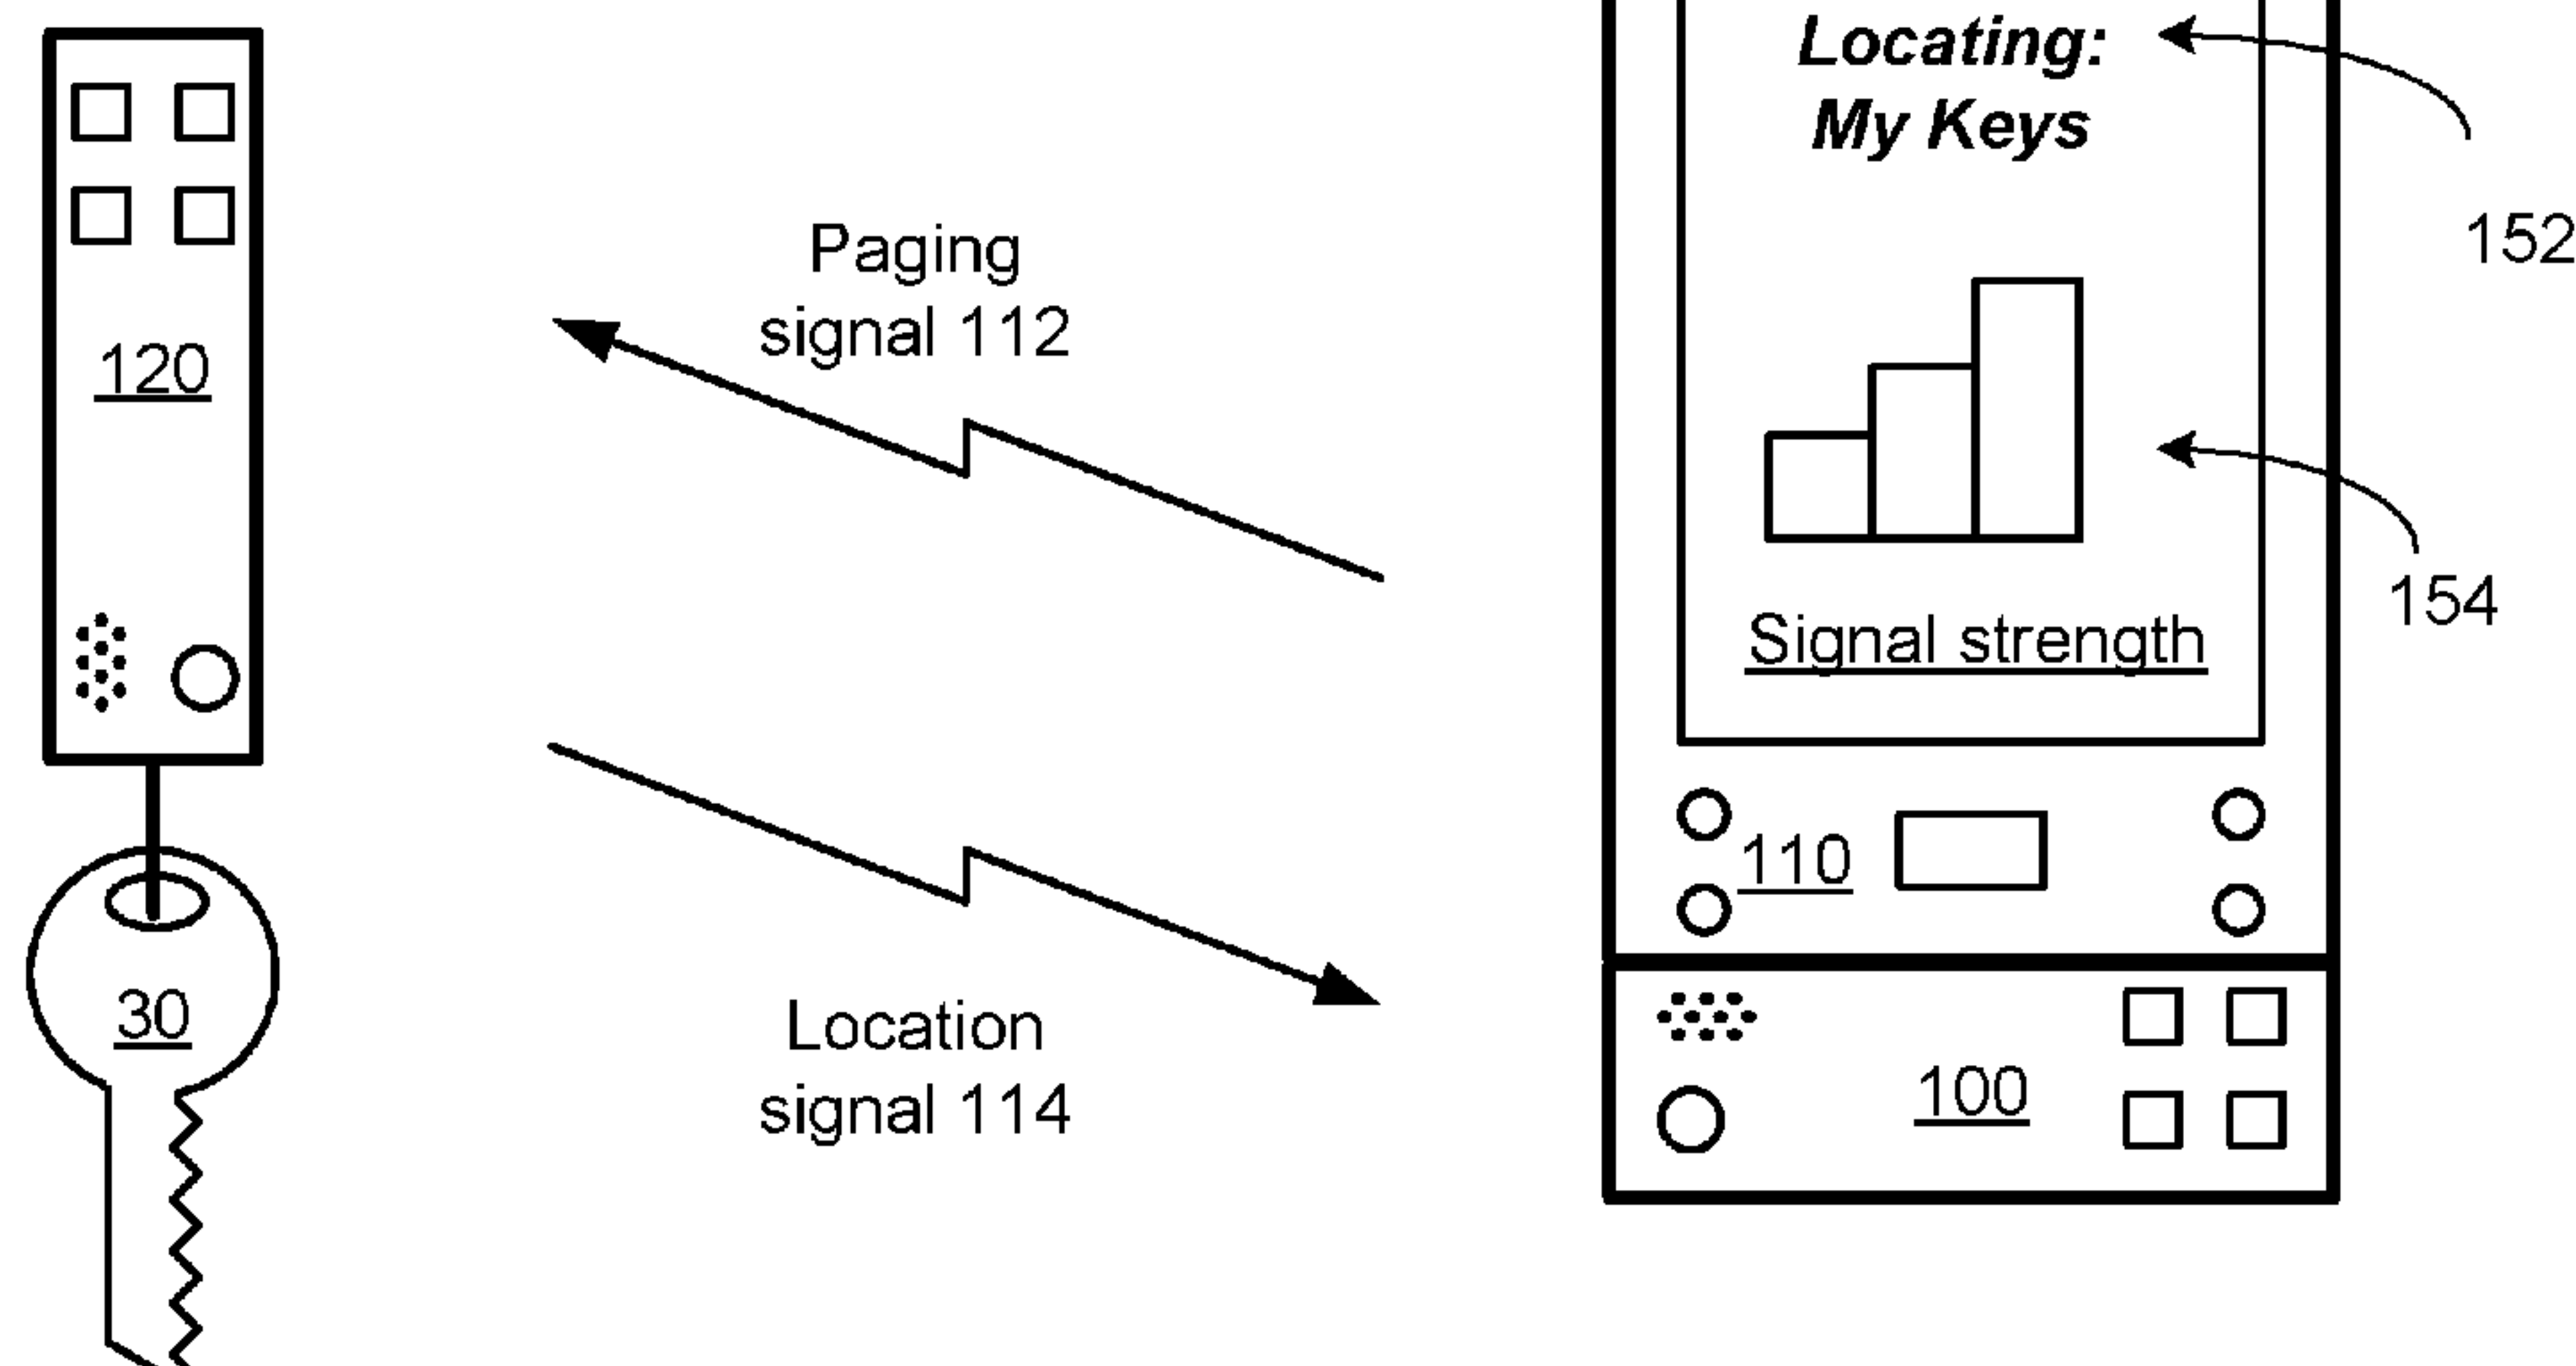 Locating:
My Keys
152
Paging
signal 112
120
154
Signal strength
110
30
Location
signal 114
100